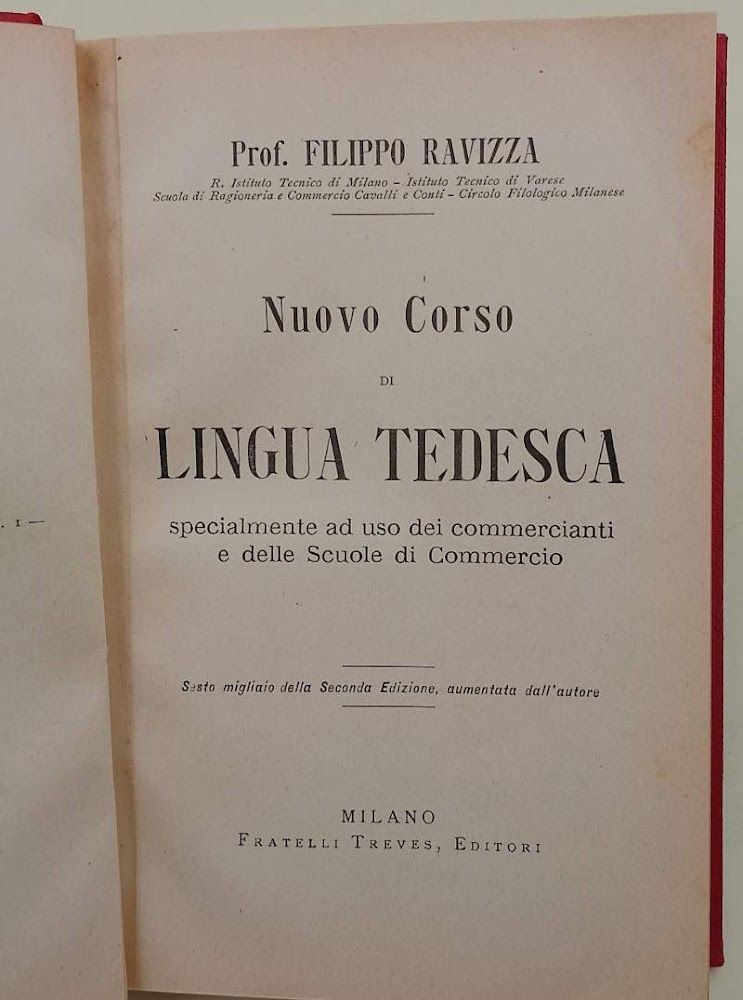 Prof. FILIPPO RAVIZZA
R. Istituto Tecnico di Milano - Istituto Tecnico di Varese
Scuola di Ragioneria e Commercio Cavalli e Conti - Circolo Filologico Milanese
Nuovo Corso
DI
LINGUA TEDESCA
specialmente ad uso dei commercianti
e delle Scuole di Commercio
Sesto migliaio della Seconda Edizione, aumentata dall'autore
MILANO
FRATELLI TREVES, EDITORI
. 1 —